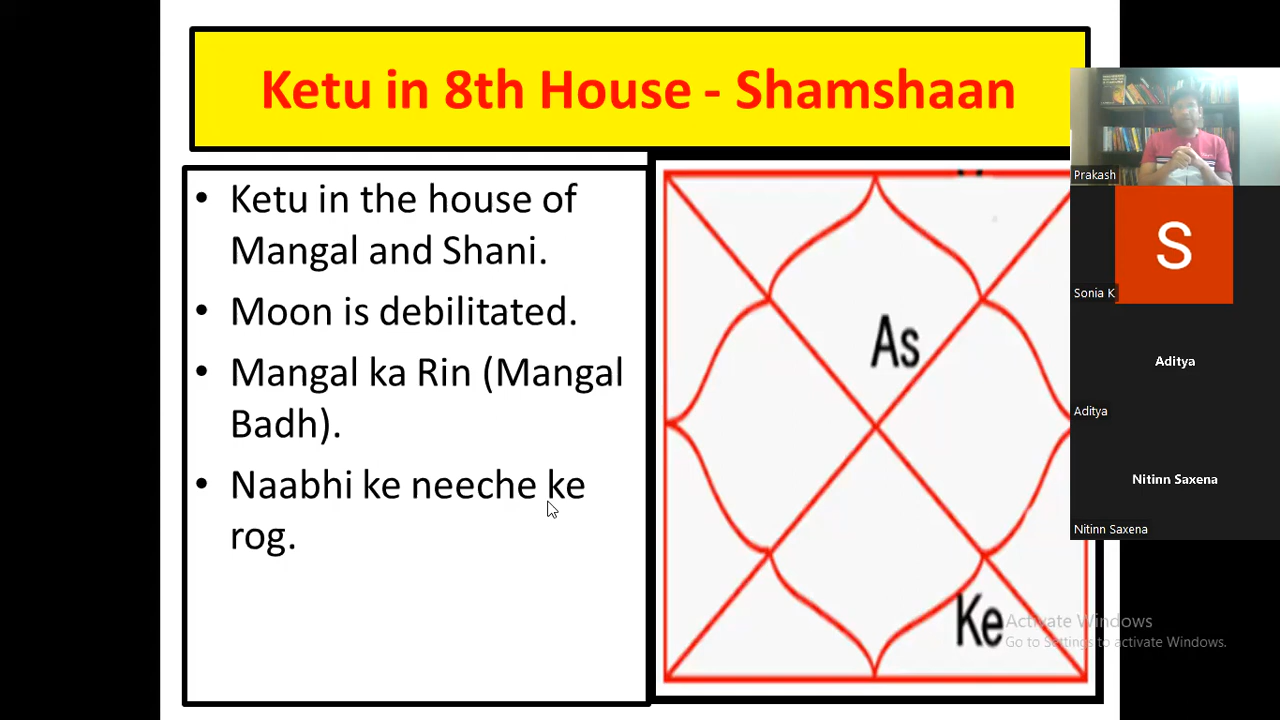 Ketu in 8th House - Shamshaan
• Ketu in the house of
Mangal and Shani.
• Moon is debilitated.
• Mangal ka Rin (Mangal
Badh).
• Naabhi ke neeche ke
rog.
As
Ke
Prakash
S
Sonia K
Aditya
Aditya
Nitinn Saxena
Nitinn Saxena
Activate Windows
Go to Settings to activate Windows.